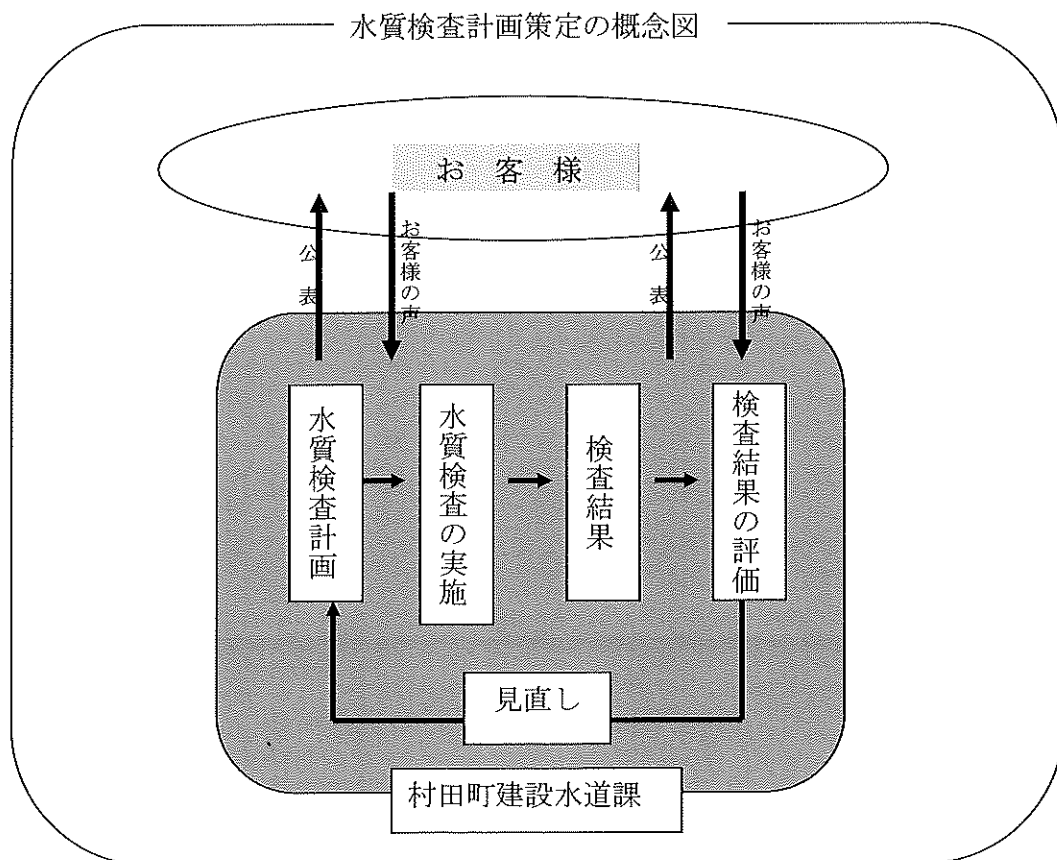 水質検査計画策定の概念図
お 客 様
公 表
お客様の声
公 表
お客様の声
水質検査計画
水質検査の実施
検査結果
検査結果の評価
見直し
村田町建設水道課